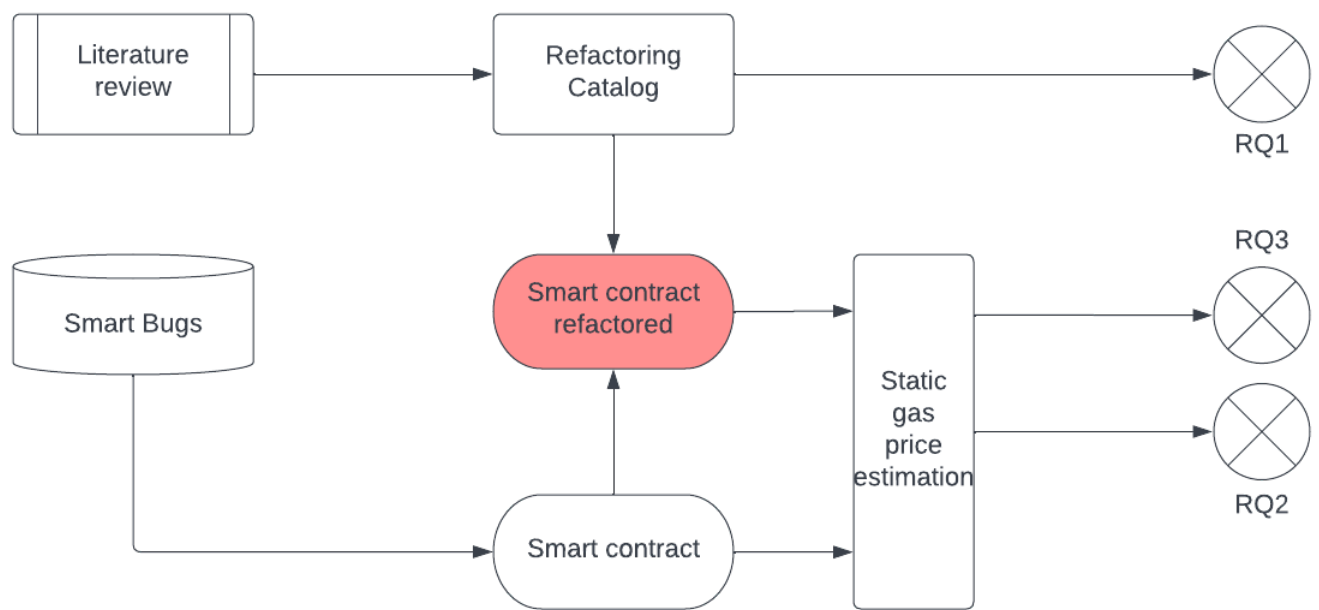 Literature
review
Refactoring
Catalog
RQ1
Smart Bugs
Smart contract
refactored
RQ3
Static
gas
price
estimation
RQ2
Smart contract